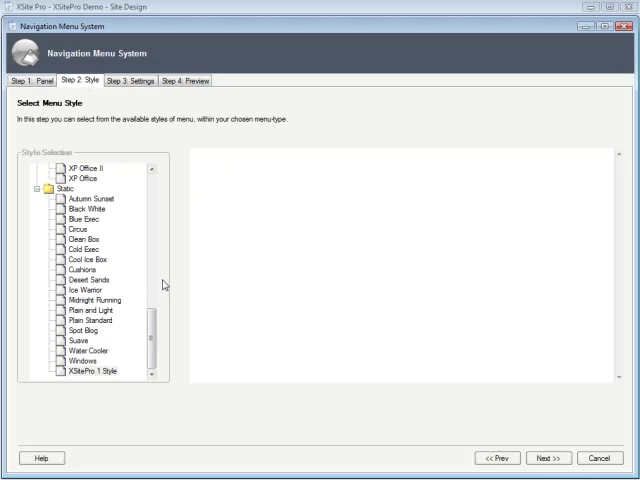 XSite Pro - XSitePro Demo - Site Design
Navigation Menu System
Navigation Menu System
Step 1: Panel Step 2: Style Step 3: Settings Step 4: Preview
Select Menu Style
In this step you can select from the available styles of menu, within your chosen menu-type.
Style Selection
XP Office II
XP Office
Static
Autumn Sunset
Black White
Blue Exec
Circus
Clean Box
Cold Exec
Cool Ice Box
Cushions
Desert Sands
Ice Warrior
Midnight Running
Plain and Light
Plain Standard
Spot Blog
Suave
Water Cooler
Windows
XSitePro 1 Style
Help << Prev Next >> Cancel